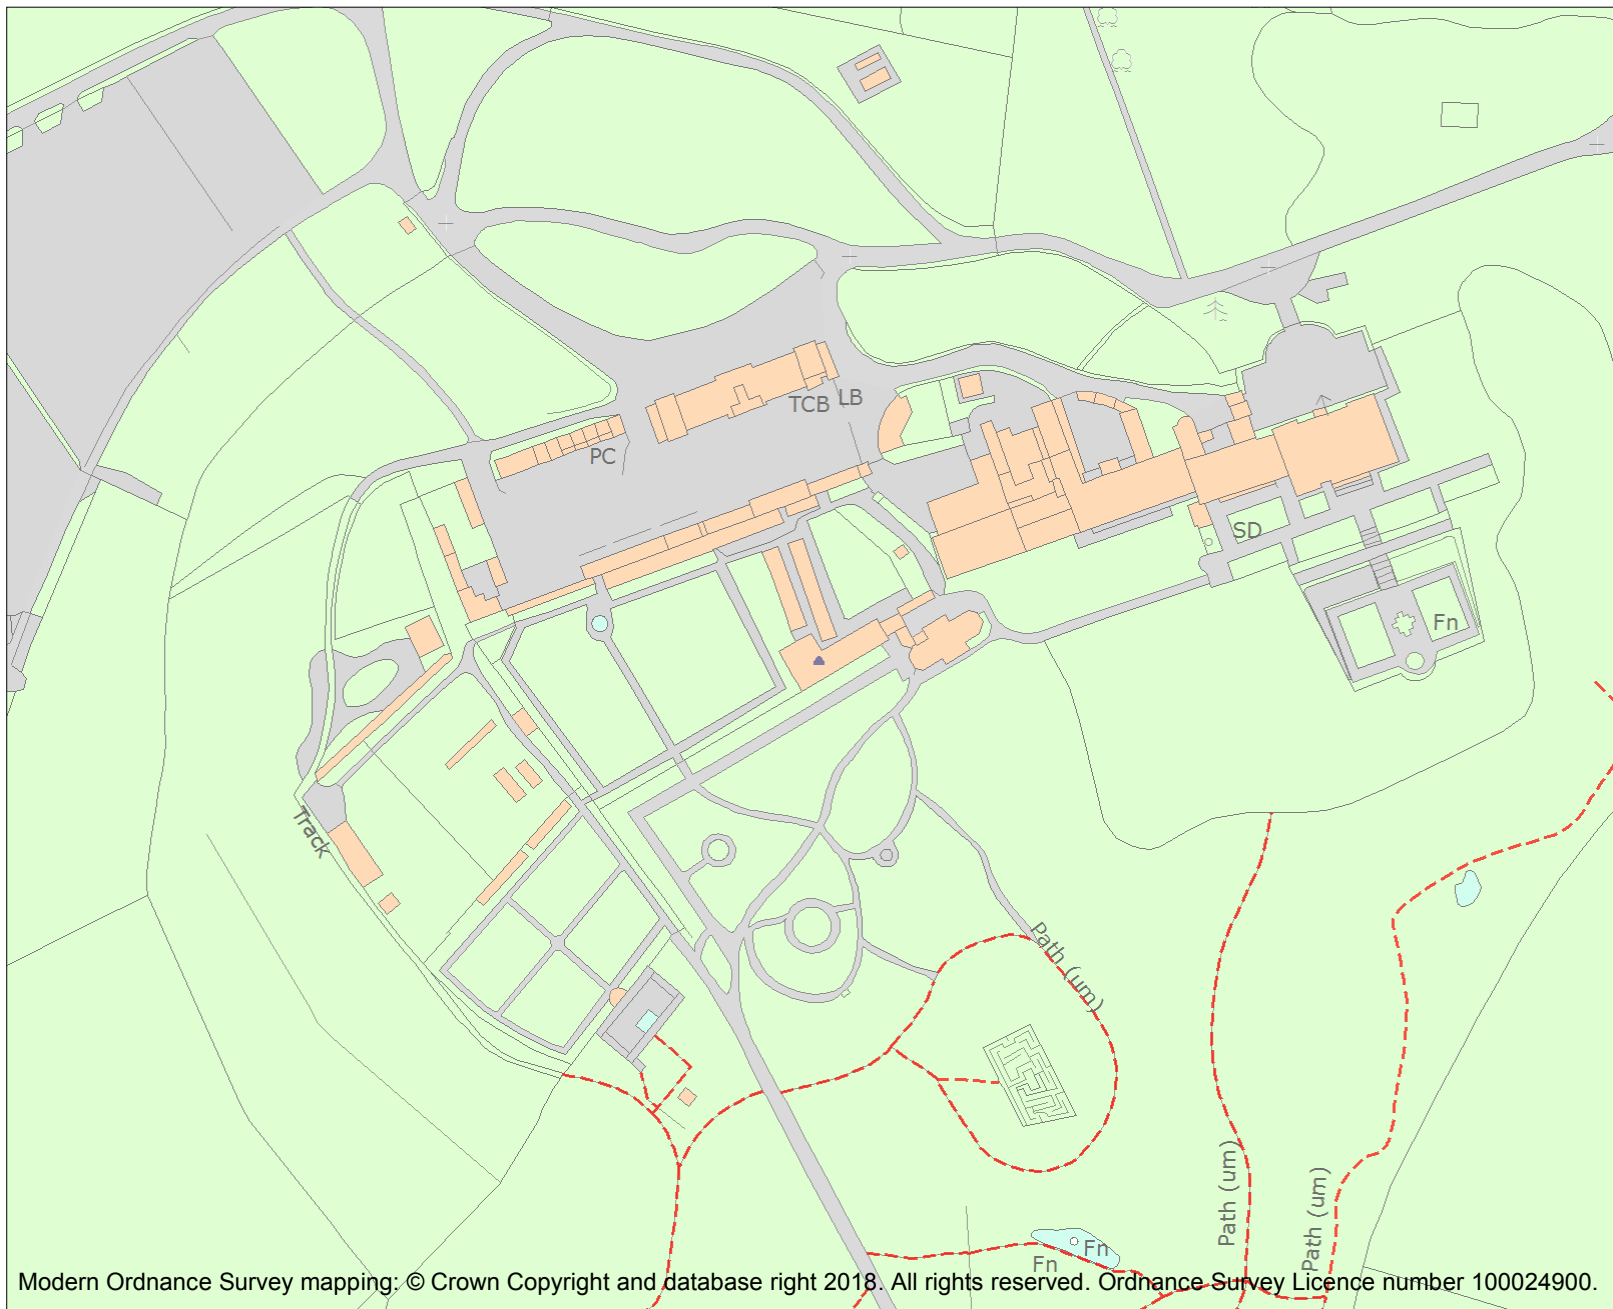 TCB
LB
PC
SD
Fn
Track
Path (um)
Path (um)
Path (um)
Fn
Fn
Modern Ordnance Survey mapping: © Crown Copyright and database right 2018. All rights reserved. Ordnance Survey Licence number 100024900.